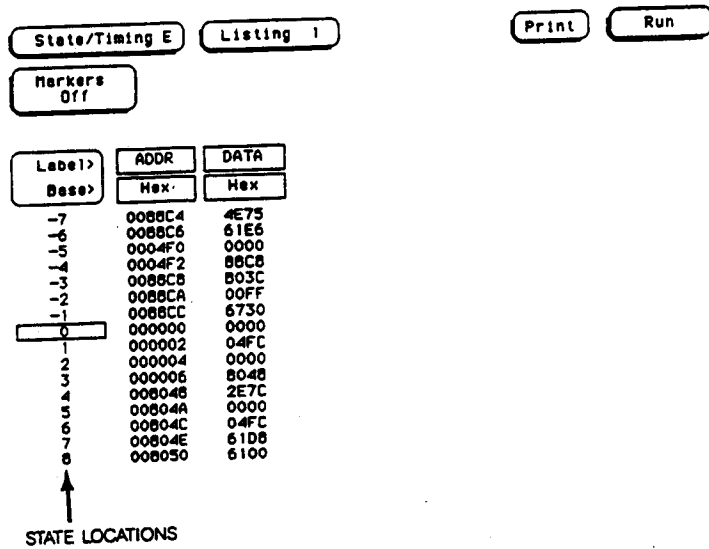 State/Timing E Listing 1 Print Run
Markers
Off
Label> ADDR DATA
Base> Hex Hex
-7 0088C4 4E75
-6 0088C6 61E6
-5 0004F0 0000
-4 0004F2 88C8
-3 0088C8 B03C
-2 0088CA 00FF
-1 0088CC 6730
0 000000 0000
1 000002 04FC
2 000004 0000
3 000006 8048
4 008048 2E7C
5 00804A 0000
6 00804C 04FC
7 00804E 61D8
8 008050 6100
STATE LOCATIONS